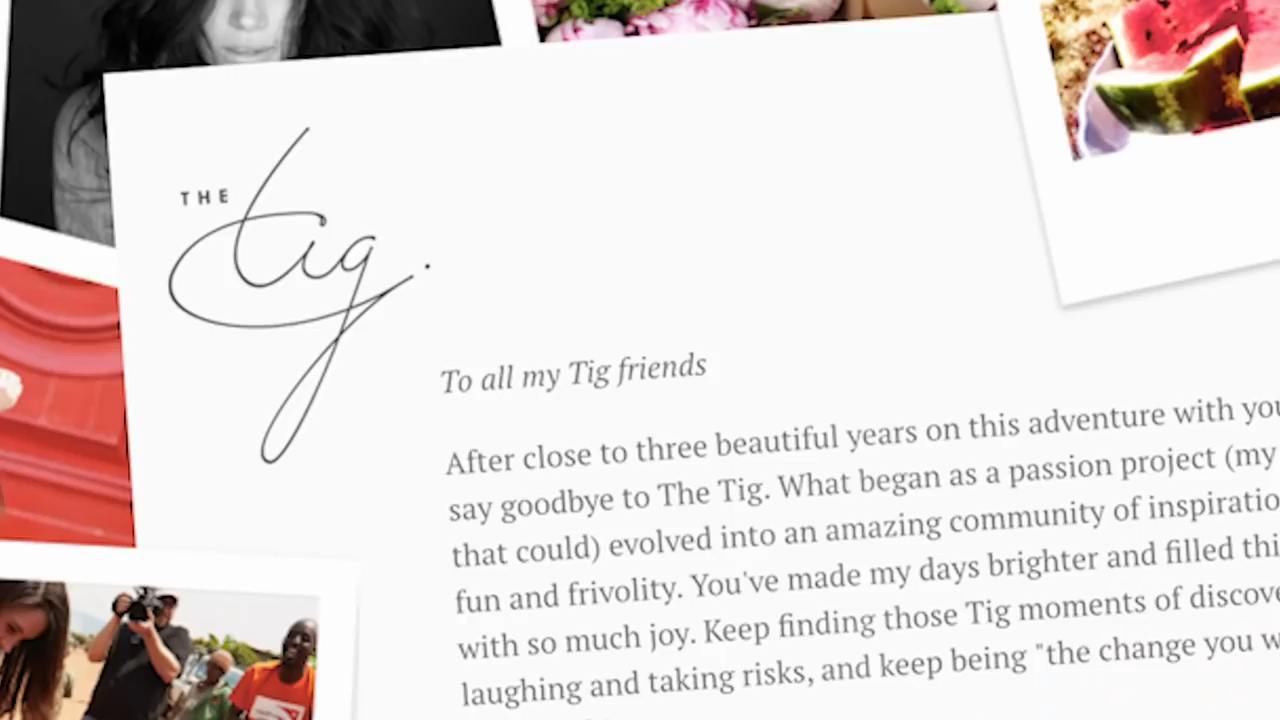 THE
tig.
To all my Tig friends
After close to three beautiful years on this adventure with you
say goodbye to The Tig. What began as a passion project (my
that could) evolved into an amazing community of inspiratio
fun and frivolity. You've made my days brighter and filled thi
with so much joy. Keep finding those Tig moments of discove
laughing and taking risks, and keep being "the change you w